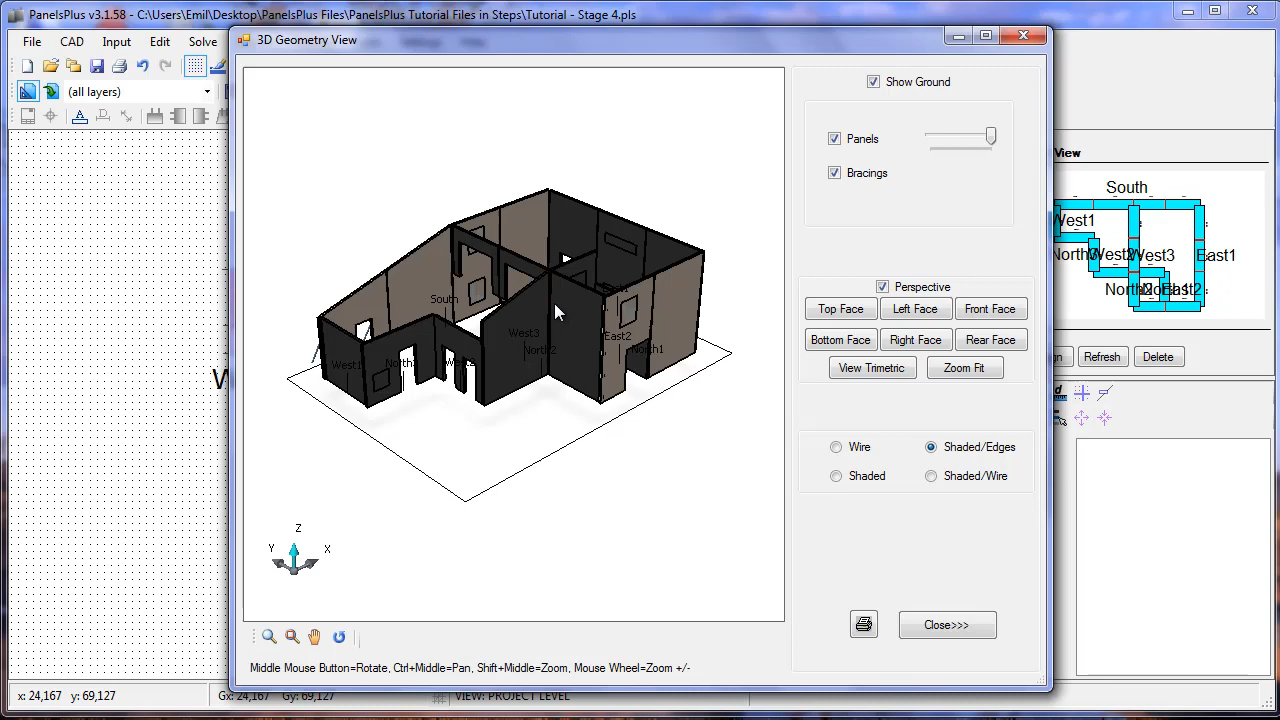 PanelsPlus v3.1.58 - C:\Users\Emil\Desktop\PanelsPlus Files\PanelsPlus Tutorial Files in Steps\Tutorial - Stage 4.pls
File CAD Input Edit Solve
(all layers)
3D Geometry View
Show Ground
Panels
Bracings
Perspective
Top Face Left Face Front Face
Bottom Face Right Face Rear Face
View Trimetric Zoom Fit
Wire Shaded/Edges
Shaded Shaded/Wire
Close>>>
South
West3
East2
North2
North1
West1
Z
Y X
Middle Mouse Button=Rotate, Ctrl+Middle=Pan, Shift+Middle=Zoom, Mouse Wheel=Zoom +/-
View
South
West1
West2
West3
East1
East2
Refresh Delete
x: 24,167 y: 69,127 Gx: 24,167 Gy: 69,127 VIEW: PROJECT LEVEL